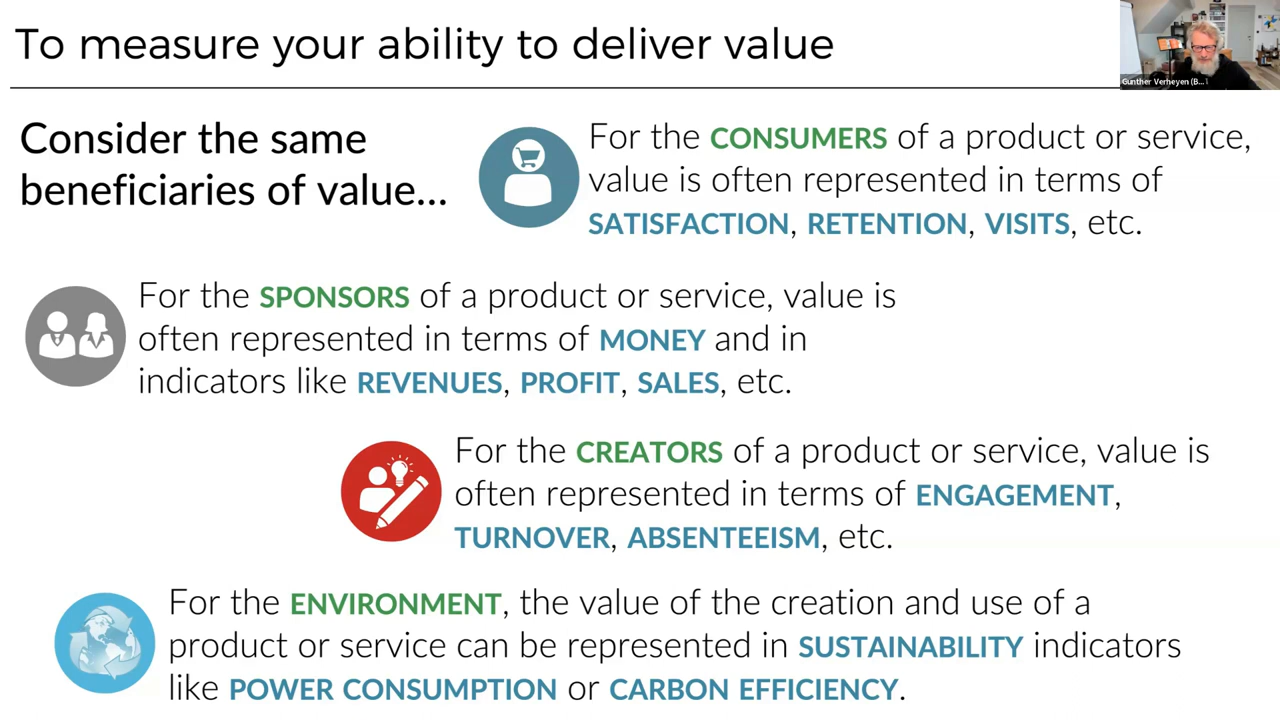 To measure your ability to deliver value
Gunther Verheyen (B...
Consider the same
beneficiaries of value...
For the CONSUMERS of a product or service,
value is often represented in terms of
SATISFACTION, RETENTION, VISITS, etc.
For the SPONSORS of a product or service, value is
often represented in terms of MONEY and in
indicators like REVENUES, PROFIT, SALES, etc.
For the CREATORS of a product or service, value is
often represented in terms of ENGAGEMENT,
TURNOVER, ABSENTEEISM, etc.
For the ENVIRONMENT, the value of the creation and use of a
product or service can be represented in SUSTAINABILITY indicators
like POWER CONSUMPTION or CARBON EFFICIENCY.